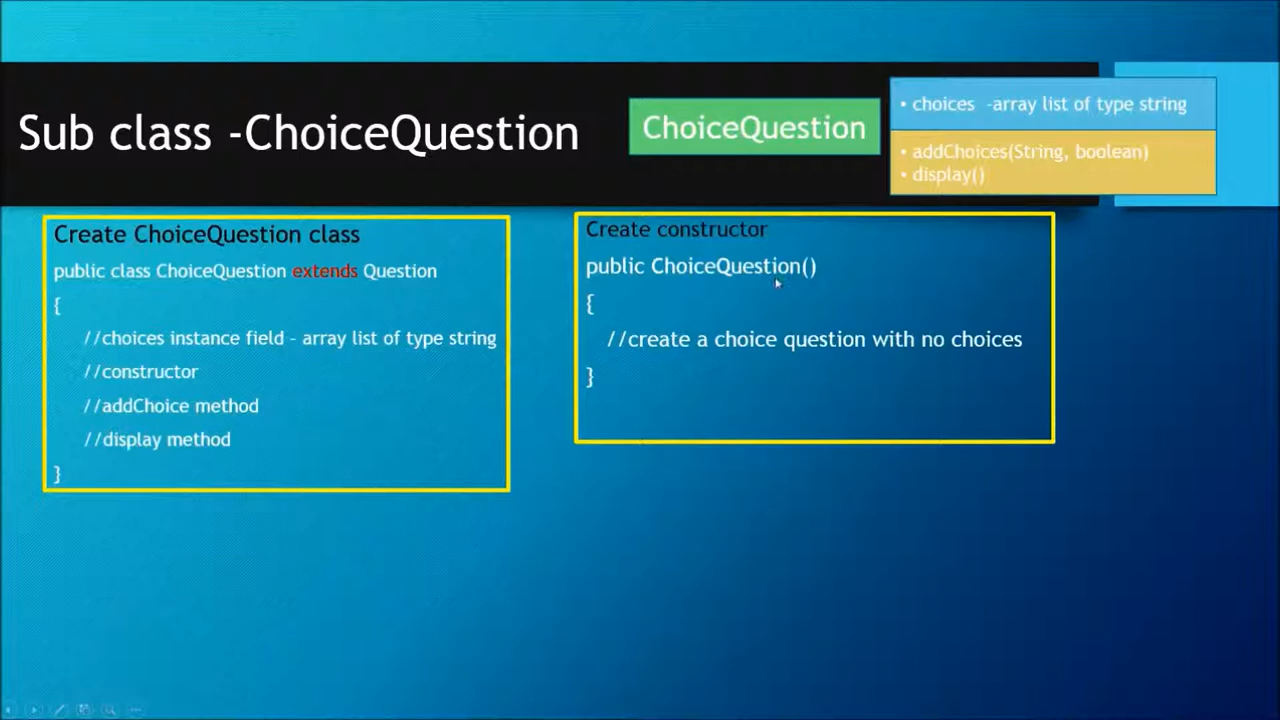 Sub class -ChoiceQuestion
ChoiceQuestion
• choices -array list of type string
• addChoices(String, boolean)
• display()
Create ChoiceQuestion class
public class ChoiceQuestion extends Question
{
//choices instance field – array list of type string
//constructor
//addChoice method
//display method
}
Create constructor
public ChoiceQuestion()
{
//create a choice question with no choices
}